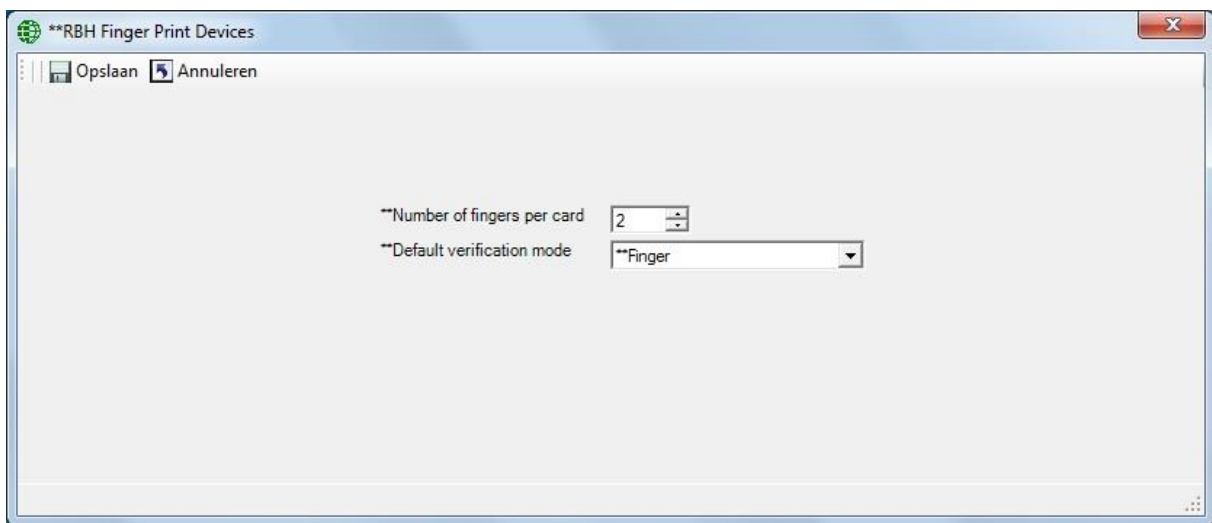 **RBH Finger Print Devices
Opslaan Annuleren
**Number of fingers per card 2
**Default verification mode **Finger